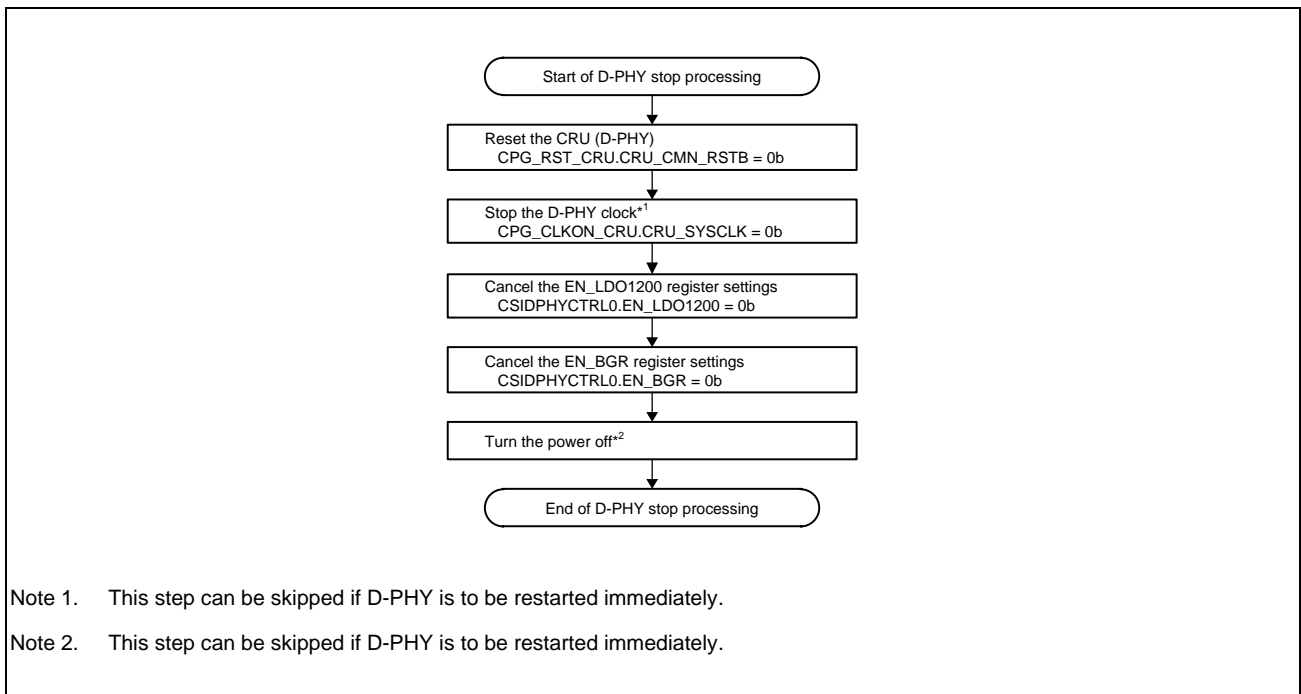 Start of D-PHY stop processing
Reset the CRU (D-PHY)
CPG_RST_CRU.CRU_CMN_RSTB = 0b
Stop the D-PHY clock*1
CPG_CLKON_CRU.CRU_SYSCLK = 0b
Cancel the EN_LDO1200 register settings
CSIDPHYCTRL0.EN_LDO1200 = 0b
Cancel the EN_BGR register settings
CSIDPHYCTRL0.EN_BGR = 0b
Turn the power off*2
End of D-PHY stop processing
Note 1. This step can be skipped if D-PHY is to be restarted immediately.
Note 2. This step can be skipped if D-PHY is to be restarted immediately.